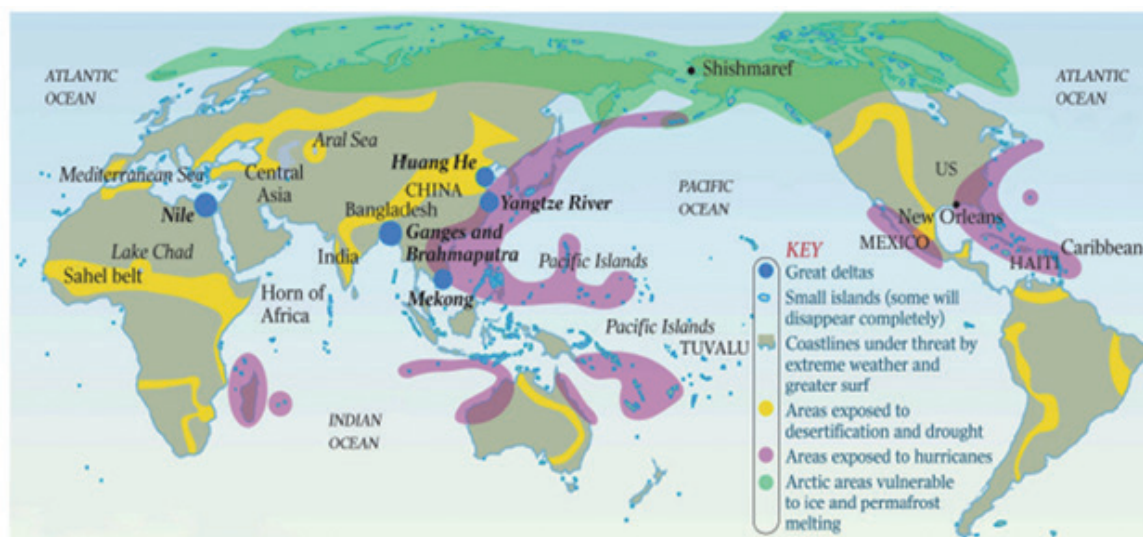 ATLANTIC
OCEAN
Shishmaref
ATLANTIC
OCEAN
Aral Sea
Mediterranean Sea
Central
Asia
Huang He
CHINA
US
PACIFIC
OCEAN
Nile
Bangladesh
Yangtze River
New Orleans
Ganges and
Brahmaputra
MEXICO
Caribbean
HAITI
Lake Chad
India
Sahel belt
Pacific Islands
Horn of
Africa
Mekong
Pacific Islands
TUVALU
INDIAN
OCEAN
KEY
Great deltas
Small islands (some will
disappear completely)
Coastlines under threat by
extreme weather and
greater surf
Areas exposed to
desertification and drought
Areas exposed to hurricanes
Arctic areas vulnerable
to ice and permafrost
melting